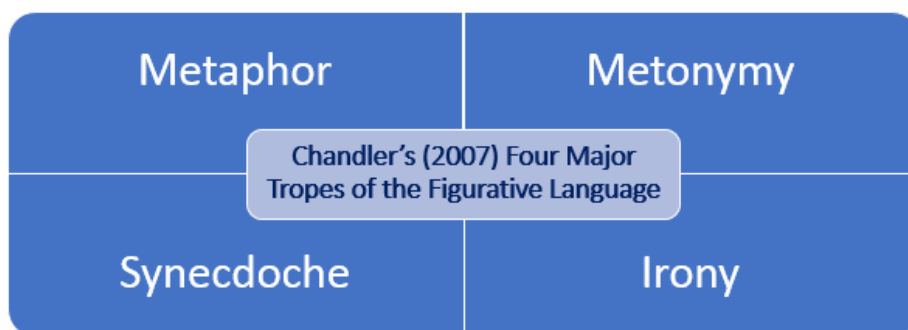 Metaphor
Metonymy
Chandler's (2007) Four Major
Tropes of the Figurative Language
Synecdoche
Irony